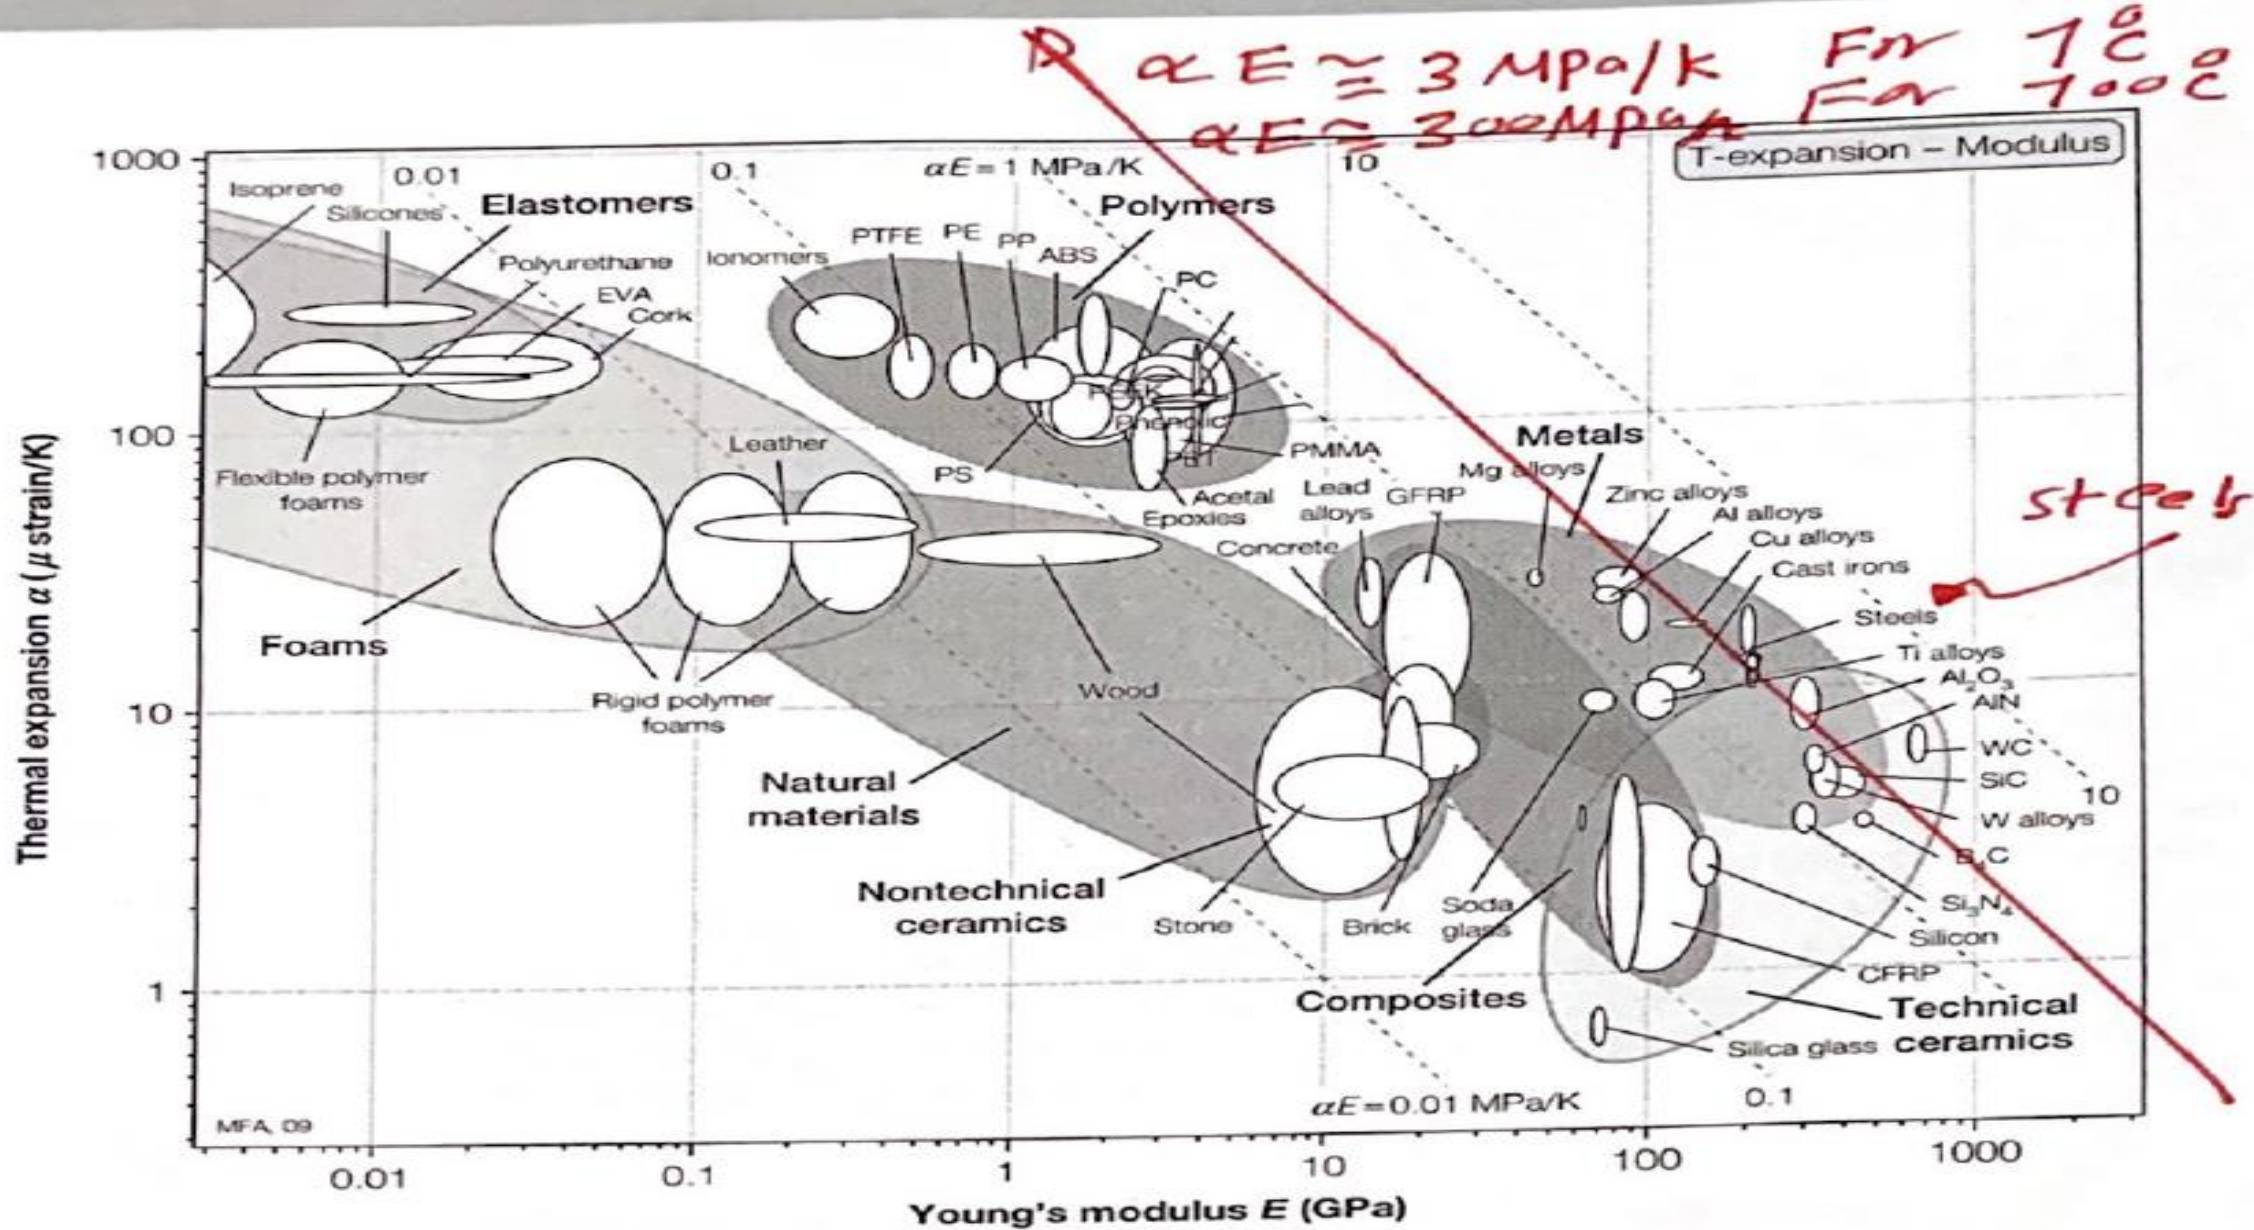 αE ≅ 3 MPa/K For 1°C
αE ≅ 300MPa For 100°C
T-expansion – Modulus
1000
100
10
1
Thermal expansion α (μ strain/K)
0.01
0.1
αE = 1 MPa/K
10
Isoprene
Silicones
Elastomers
Polymers
Polyurethane
EVA
Cork
Ionomers
PTFE
PE
PP
ABS
PC
Flexible polymer
foams
Leather
PS
Phenolic
PMMA
Acetal
Epoxies
Metals
Mg alloys
Lead
alloys
GFRP
Zinc alloys
Al alloys
Cu alloys
Cast irons
Concrete
steels
Steels
Ti alloys
Al₂O₃
AlN
WC
SiC
10
W alloys
B₄C
Si₃N₄
Silicon
CFRP
Foams
Rigid polymer
foams
Wood
Natural
materials
Nontechnical
ceramics
Stone
Brick
Soda
glass
Composites
Technical
ceramics
Silica glass
αE=0.01 MPa/K
0.1
MFA, 09
0.01
0.1
1
10
100
1000
Young's modulus E (GPa)